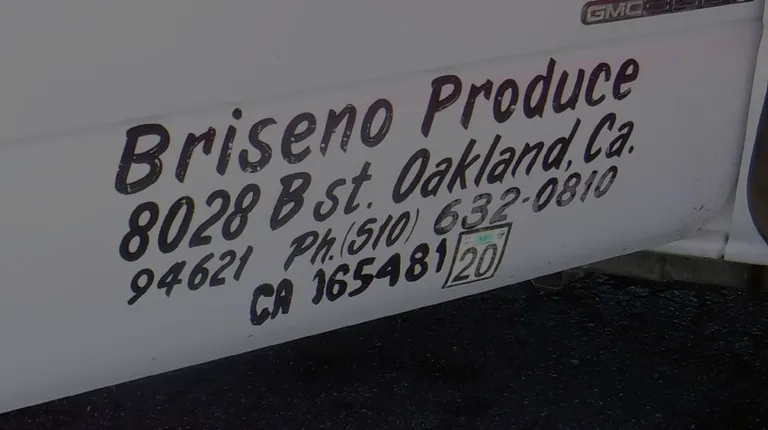 GMC
Briseno Produce
8028 B st. Oakland, Ca.
94621 Ph. (510) 632-0810
CA 165481 20